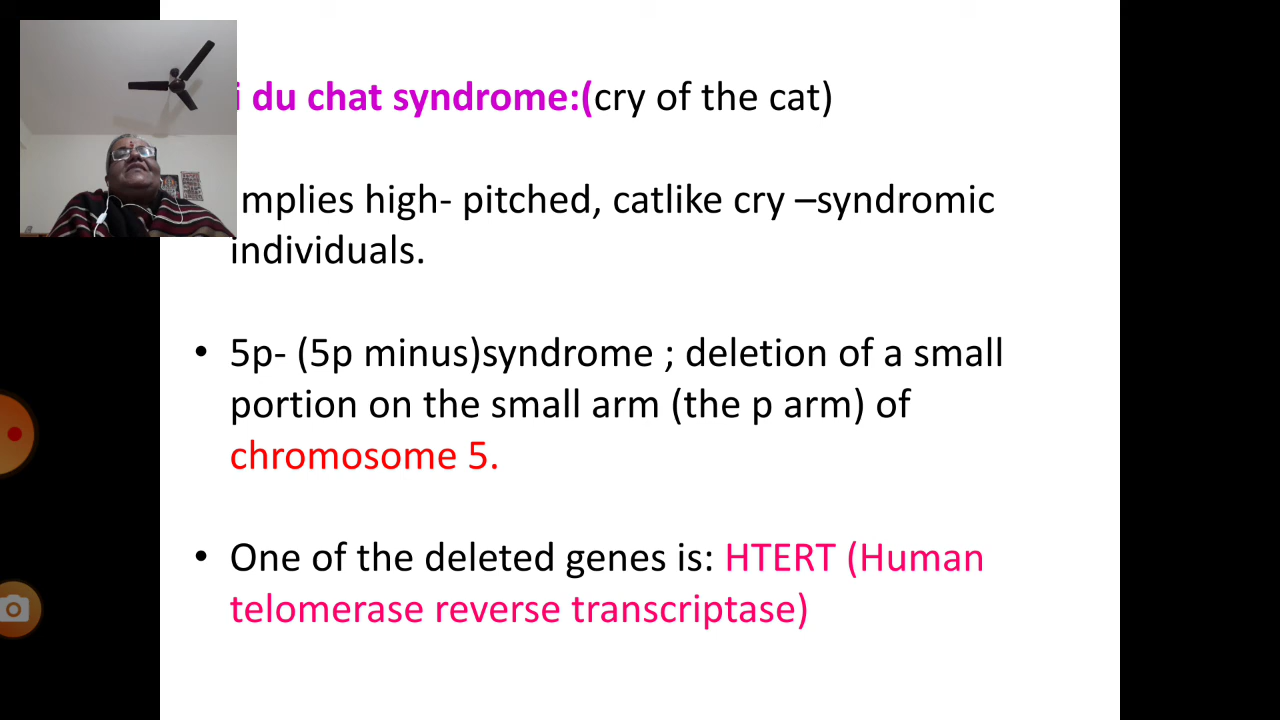 i du chat syndrome:(cry of the cat)
mplies high- pitched, catlike cry –syndromic
individuals.
• 5p- (5p minus)syndrome ; deletion of a small
portion on the small arm (the p arm) of
chromosome 5.
• One of the deleted genes is: HTERT (Human
telomerase reverse transcriptase)